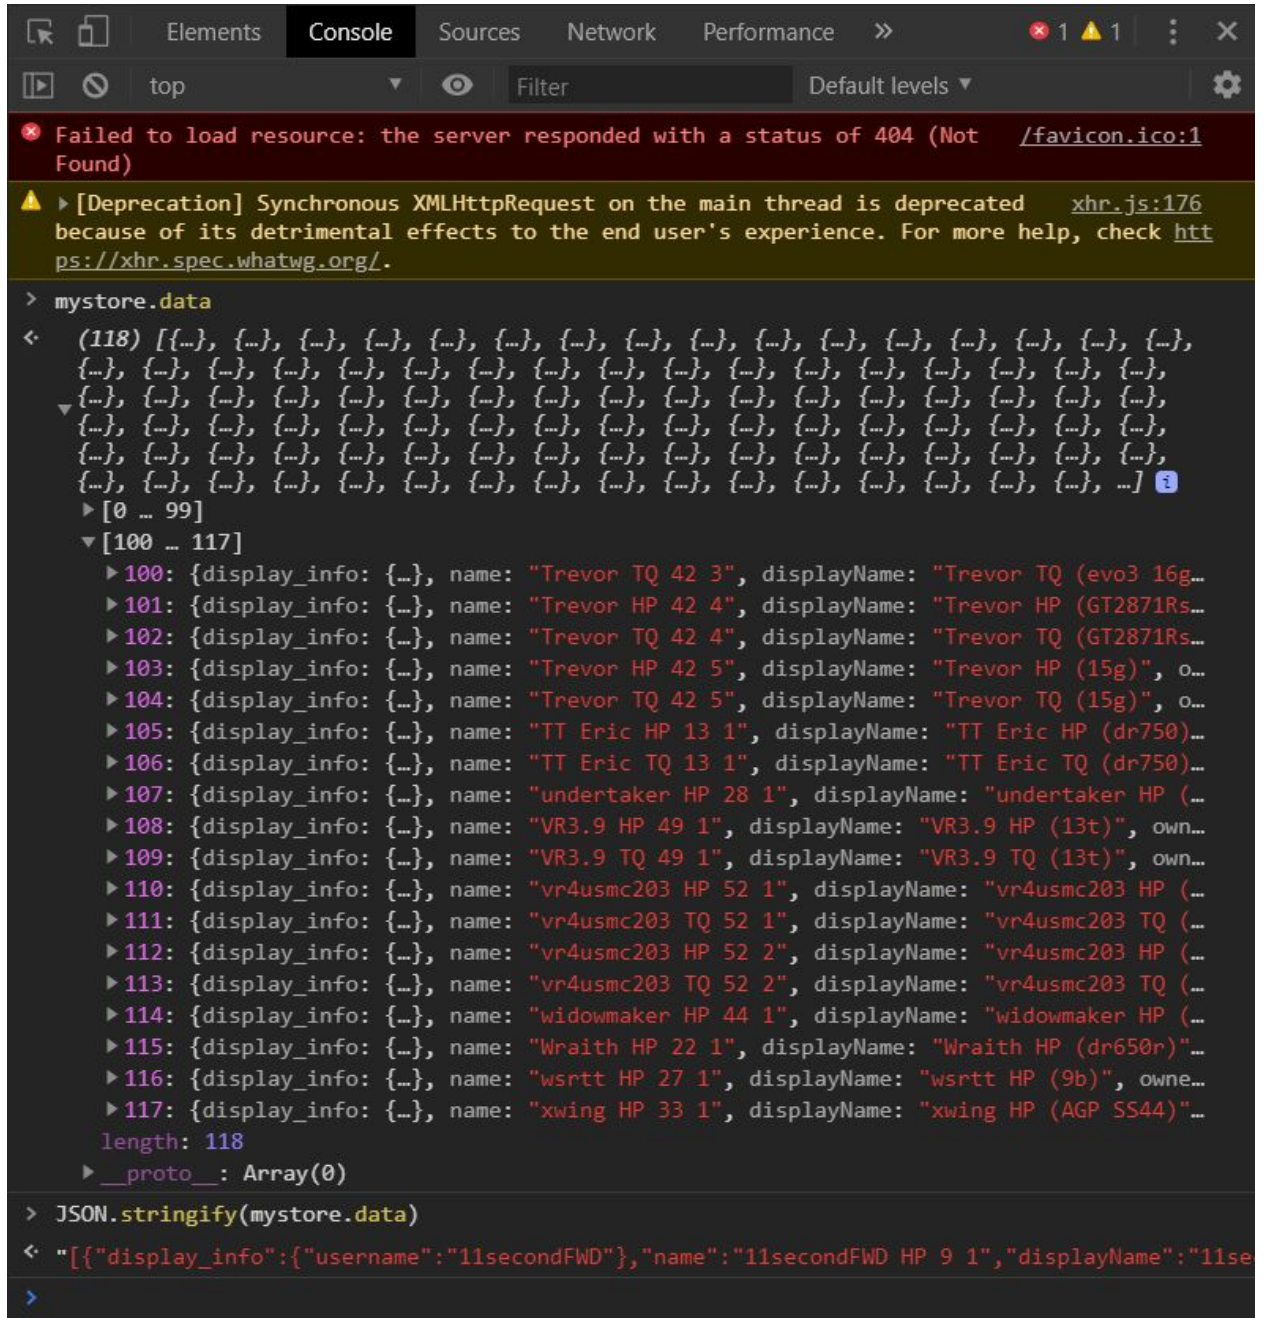 Elements Console Sources Network Performance » 1 1
top Filter Default levels ▼
Failed to load resource: the server responded with a status of 404 (Not /favicon.ico:1
Found)
[Deprecation] Synchronous XMLHttpRequest on the main thread is deprecated xhr.js:176
because of its detrimental effects to the end user's experience. For more help, check htt
ps://xhr.spec.whatwg.org/.
> mystore.data
(118) [{…}, {…}, {…}, {…}, {…}, {…}, {…}, {…}, {…}, {…}, {…}, {…}, {…}, {…}, {…}, {…},
{…}, {…}, {…}, {…}, {…}, {…}, {…}, {…}, {…}, {…}, {…}, {…}, {…}, {…}, {…}, {…}, {…},
{…}, {…}, {…}, {…}, {…}, {…}, {…}, {…}, {…}, {…}, {…}, {…}, {…}, {…}, {…}, {…}, {…},
{…}, {…}, {…}, {…}, {…}, {…}, {…}, {…}, {…}, {…}, {…}, {…}, {…}, {…}, {…}, {…}, {…},
{…}, {…}, {…}, {…}, {…}, {…}, {…}, {…}, {…}, {…}, {…}, {…}, {…}, {…}, {…}, {…}, {…},
{…}, {…}, {…}, {…}, {…}, {…}, {…}, {…}, {…}, {…}, {…}, {…}, {…}, {…}, {…}, {…}, …] i
[0 … 99]
[100 … 117]
100: {display_info: {…}, name: "Trevor TQ 42 3", displayName: "Trevor TQ (evo3 16g…
101: {display_info: {…}, name: "Trevor HP 42 4", displayName: "Trevor HP (GT2871Rs…
102: {display_info: {…}, name: "Trevor TQ 42 4", displayName: "Trevor TQ (GT2871Rs…
103: {display_info: {…}, name: "Trevor HP 42 5", displayName: "Trevor HP (15g)", o…
104: {display_info: {…}, name: "Trevor TQ 42 5", displayName: "Trevor TQ (15g)", o…
105: {display_info: {…}, name: "TT Eric HP 13 1", displayName: "TT Eric HP (dr750)…
106: {display_info: {…}, name: "TT Eric TQ 13 1", displayName: "TT Eric TQ (dr750)…
107: {display_info: {…}, name: "undertaker HP 28 1", displayName: "undertaker HP (…
108: {display_info: {…}, name: "VR3.9 HP 49 1", displayName: "VR3.9 HP (13t)", own…
109: {display_info: {…}, name: "VR3.9 TQ 49 1", displayName: "VR3.9 TQ (13t)", own…
110: {display_info: {…}, name: "vr4usmc203 HP 52 1", displayName: "vr4usmc203 HP (…
111: {display_info: {…}, name: "vr4usmc203 TQ 52 1", displayName: "vr4usmc203 TQ (…
112: {display_info: {…}, name: "vr4usmc203 HP 52 2", displayName: "vr4usmc203 HP (…
113: {display_info: {…}, name: "vr4usmc203 TQ 52 2", displayName: "vr4usmc203 TQ (…
114: {display_info: {…}, name: "widowmaker HP 44 1", displayName: "widowmaker HP (…
115: {display_info: {…}, name: "Wraith HP 22 1", displayName: "Wraith HP (dr650r)"…
116: {display_info: {…}, name: "wsrtt HP 27 1", displayName: "wsrtt HP (9b)", owne…
117: {display_info: {…}, name: "xwing HP 33 1", displayName: "xwing HP (AGP SS44)"…
length: 118
__proto__: Array(0)
> JSON.stringify(mystore.data)
"[{"display_info":{"username":"11secondFWD"},"name":"11secondFWD HP 9 1","displayName":"11se
>